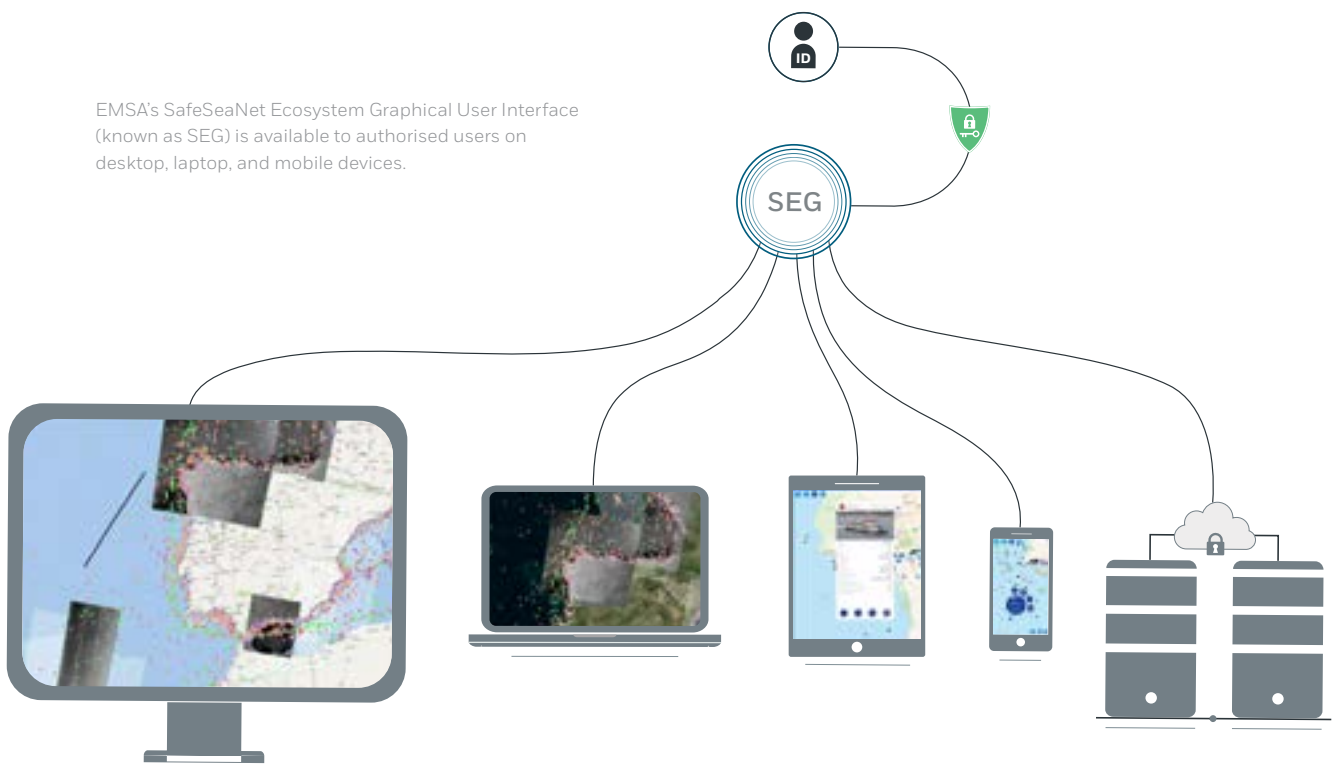 ID
EMSA's SafeSeaNet Ecosystem Graphical User Interface
(known as SEG) is available to authorised users on
desktop, laptop, and mobile devices.
SEG